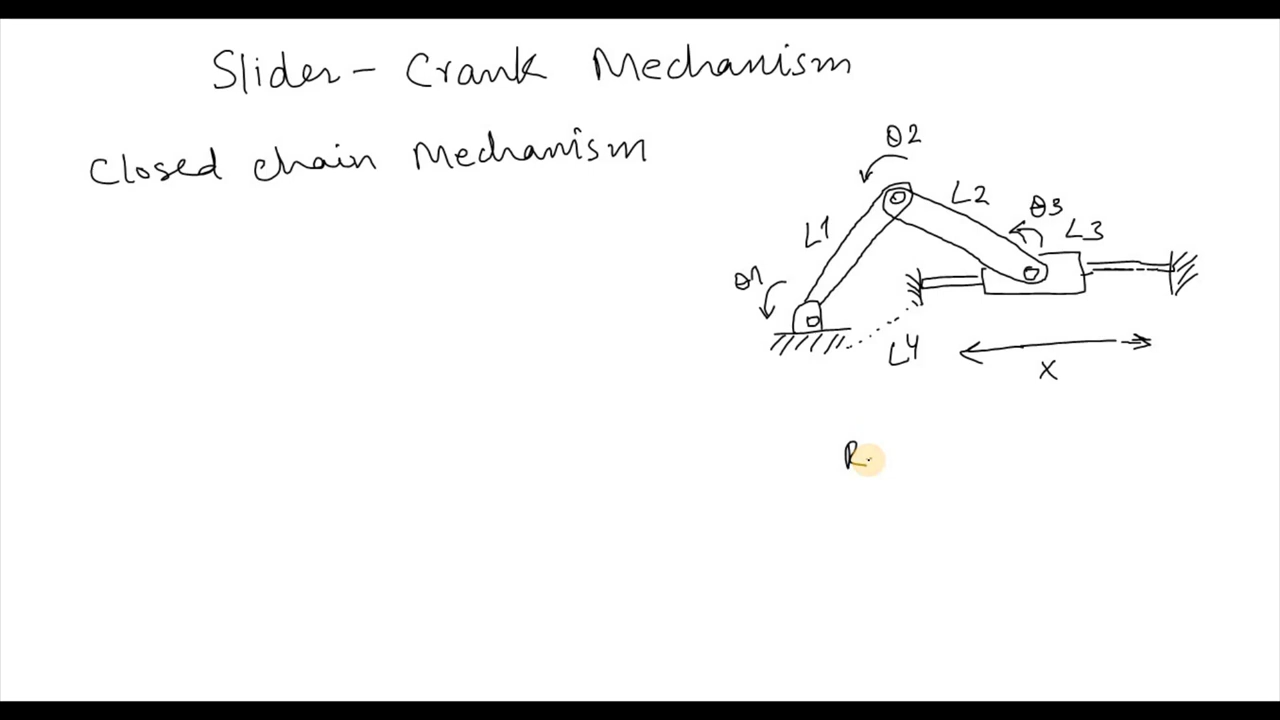 Slider - Crank Mechanism
Closed chain Mechanism
θ2
L2
θ3
L1
L3
θ1
L4
X
R.